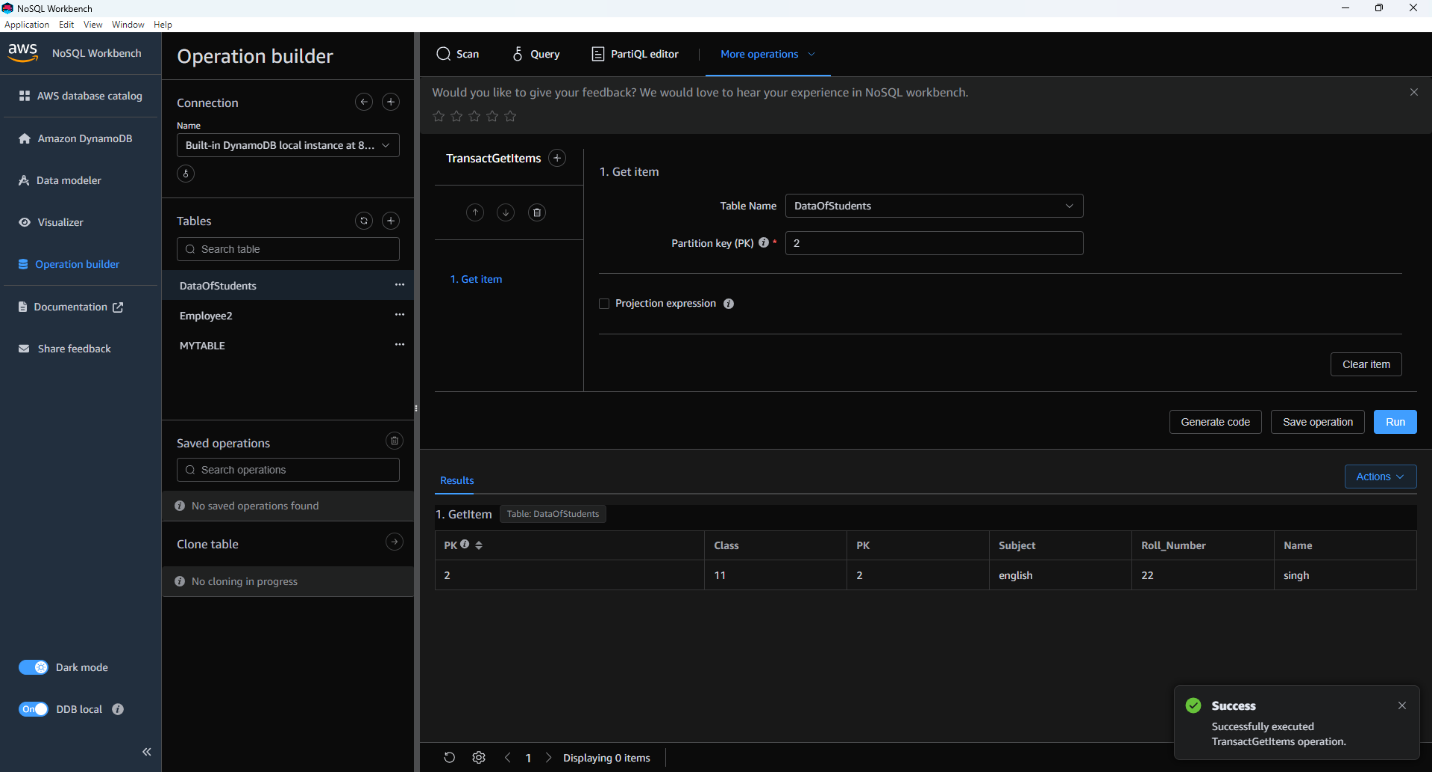 NoSQL Workbench
Application Edit View Window Help
aws NoSQL Workbench
AWS database catalog
Amazon DynamoDB
Data modeler
Visualizer
Operation builder
Documentation
Share feedback
Dark mode
On DDB local
Operation builder
Connection
Name
Built-in DynamoDB local instance at 8...
Tables
Search table
DataOfStudents
Employee2
MYTABLE
Saved operations
Search operations
No saved operations found
Clone table
No cloning in progress
Scan Query PartiQL editor More operations
Would you like to give your feedback? We would love to hear your experience in NoSQL workbench.
TransactGetItems
1. Get item
1. Get item
Table Name DataOfStudents
Partition key (PK) * 2
Projection expression
Clear item
Generate code Save operation Run
Results
Actions
1. GetItem Table: DataOfStudents
PK Class PK Subject Roll_Number Name
2 11 2 english 22 singh
1 Displaying 0 items
Success
Successfully executed
TransactGetItems operation.